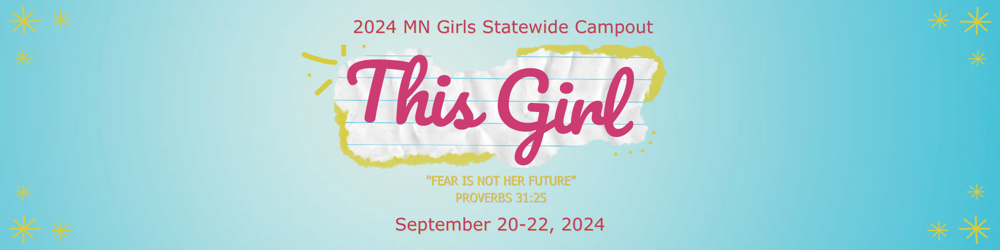 2024 MN Girls Statewide Campout
This Girl
"FEAR IS NOT HER FUTURE”
PROVERBS 31:25
September 20-22, 2024